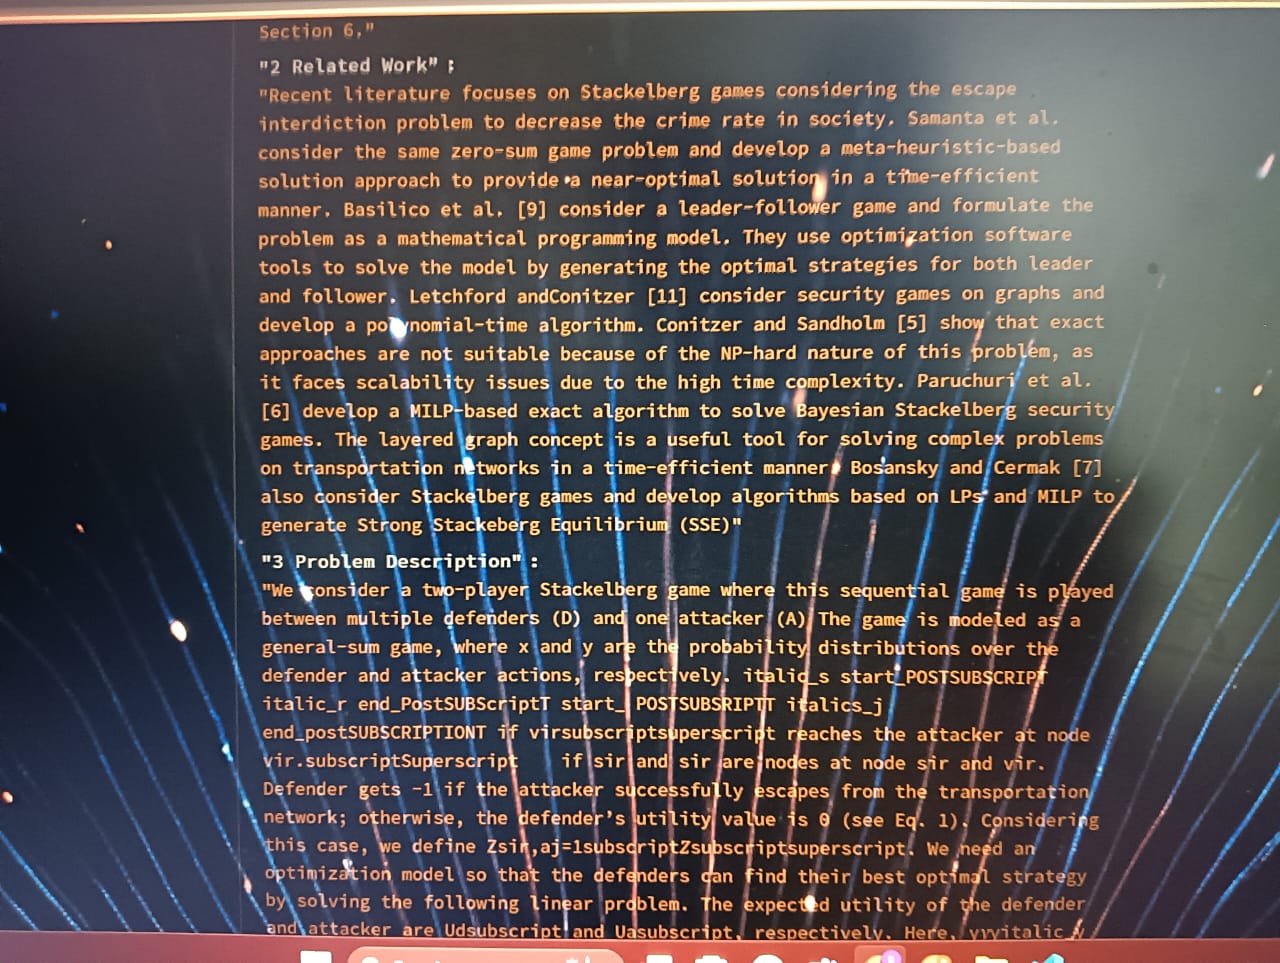 Section 6,"
"2 Related Work" :
"Recent literature focuses on Stackelberg games considering the escape
interdiction problem to decrease the crime rate in society. Samanta et al.
consider the same zero-sum game problem and develop a meta-heuristic-based
solution approach to provide a near-optimal solution in a time-efficient
manner. Basilico et al. [9] consider a leader-follower game and formulate the
problem as a mathematical programming model. They use optimization software
tools to solve the model by generating the optimal strategies for both leader
and follower. Letchford andConitzer [11] consider security games on graphs and
develop a polynomial-time algorithm. Conitzer and Sandholm [5] show that exact
approaches are not suitable because of the NP-hard nature of this problem, as
it faces scalability issues due to the high time complexity. Paruchuri et al.
[6] develop a MILP-based exact algorithm to solve Bayesian Stackelberg security
games. The layered graph concept is a useful tool for solving complex problems
on transportation networks in a time-efficient manner. Bosansky and Cermak [7]
also consider Stackelberg games and develop algorithms based on LPs and MILP to
generate Strong Stackeberg Equilibrium (SSE)"
"3 Problem Description" :
"We consider a two-player Stackelberg game where this sequential game is played
between multiple defenders (D) and one attacker (A) The game is modeled as a
general-sum game, where x and y are the probability distributions over the
defender and attacker actions, respectively. italic_s start_POSTSUBSCRIPT
italic_r end_PostSUBScriptT start_ POSTSUBSRIPTT italics_j
end_postSUBSCRIPTIONT if virsubscriptsuperscript reaches the attacker at node
vir.subscriptSuperscript if sir and sir are nodes at node sir and vir.
Defender gets -1 if the attacker successfully escapes from the transportation
network; otherwise, the defender's utility value is 0 (see Eq. 1). Considering
this case, we define Zsir,aj=1subscriptZsubscriptsuperscript. We need an
optimization model so that the defenders can find their best optimal strategy
by solving the following linear problem. The expected utility of the defender
and attacker are Udsubscript and Uasubscript, respectively. Here,